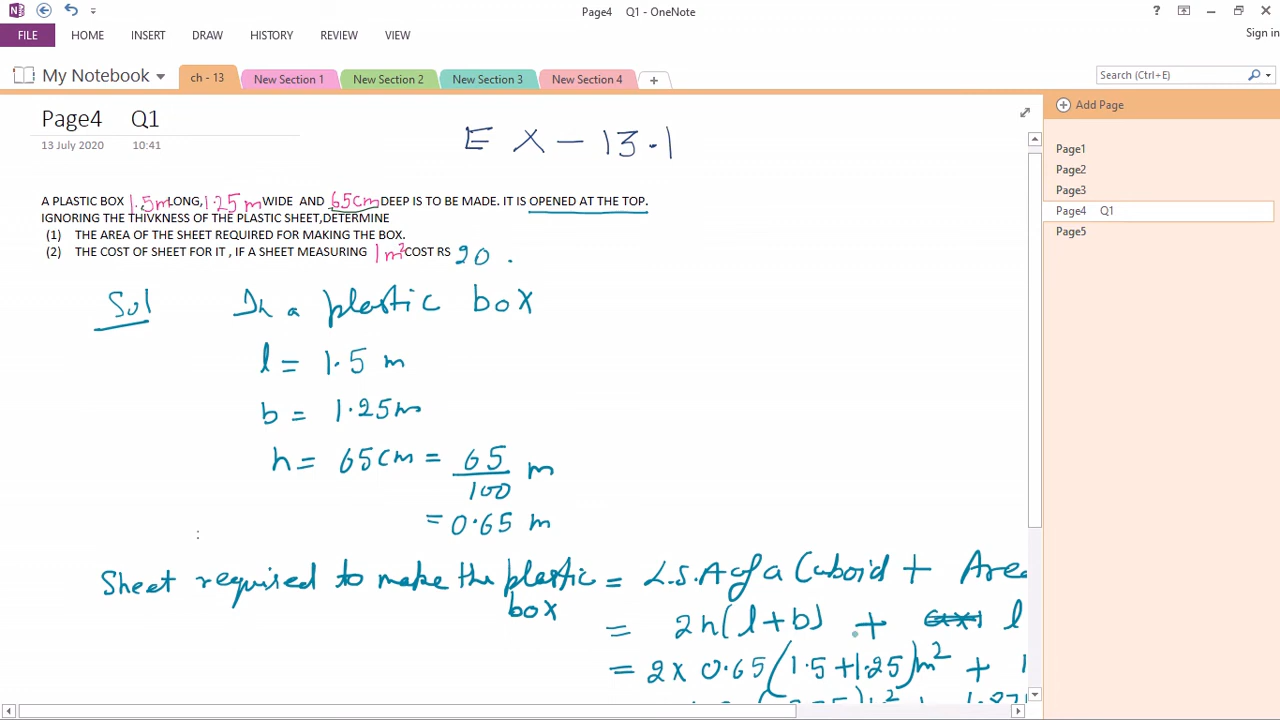 Page4 Q1 - OneNote
FILE HOME INSERT DRAW HISTORY REVIEW VIEW
Sign in
My Notebook ch - 13 New Section 1 New Section 2 New Section 3 New Section 4
Search (Ctrl+E)
Add Page
Page1
Page2
Page3
Page4 Q1
Page5
Page4 Q1
13 July 2020 10:41
EX - 13.1
A PLASTIC BOX 1.5m LONG, 1.25 m WIDE AND 65cm DEEP IS TO BE MADE. IT IS OPENED AT THE TOP.
IGNORING THE THIVKNESS OF THE PLASTIC SHEET,DETERMINE
(1) THE AREA OF THE SHEET REQUIRED FOR MAKING THE BOX.
(2) THE COST OF SHEET FOR IT , IF A SHEET MEASURING 1m² COST RS 20 .
Sol In a plastic box
l = 1.5 m
b = 1.25m
h = 65cm = 65/100 m
= 0.65 m
Sheet required to make the plastic box = L.S.A of a Cuboid + Area
= 2h(l+b) + l
= 2x 0.65(1.5+1.25)m² +